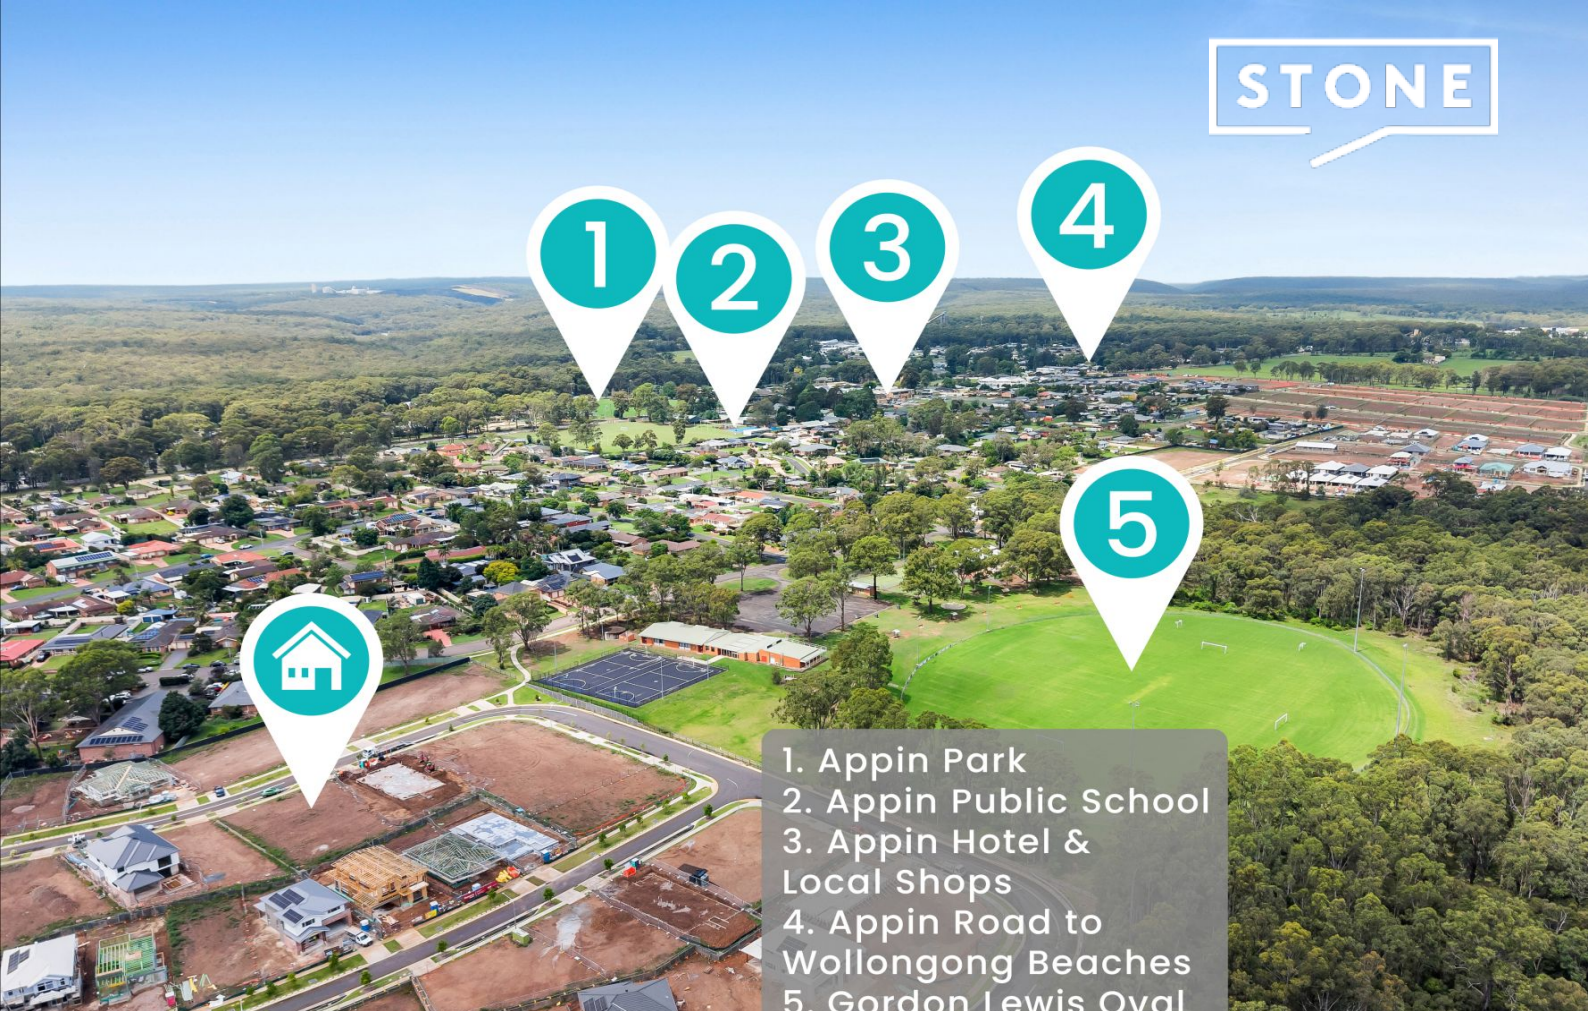 STONE
1
2
3
4
5
1. Appin Park
2. Appin Public School
3. Appin Hotel &
Local Shops
4. Appin Road to
Wollongong Beaches
5. Gordon Lewis Oval